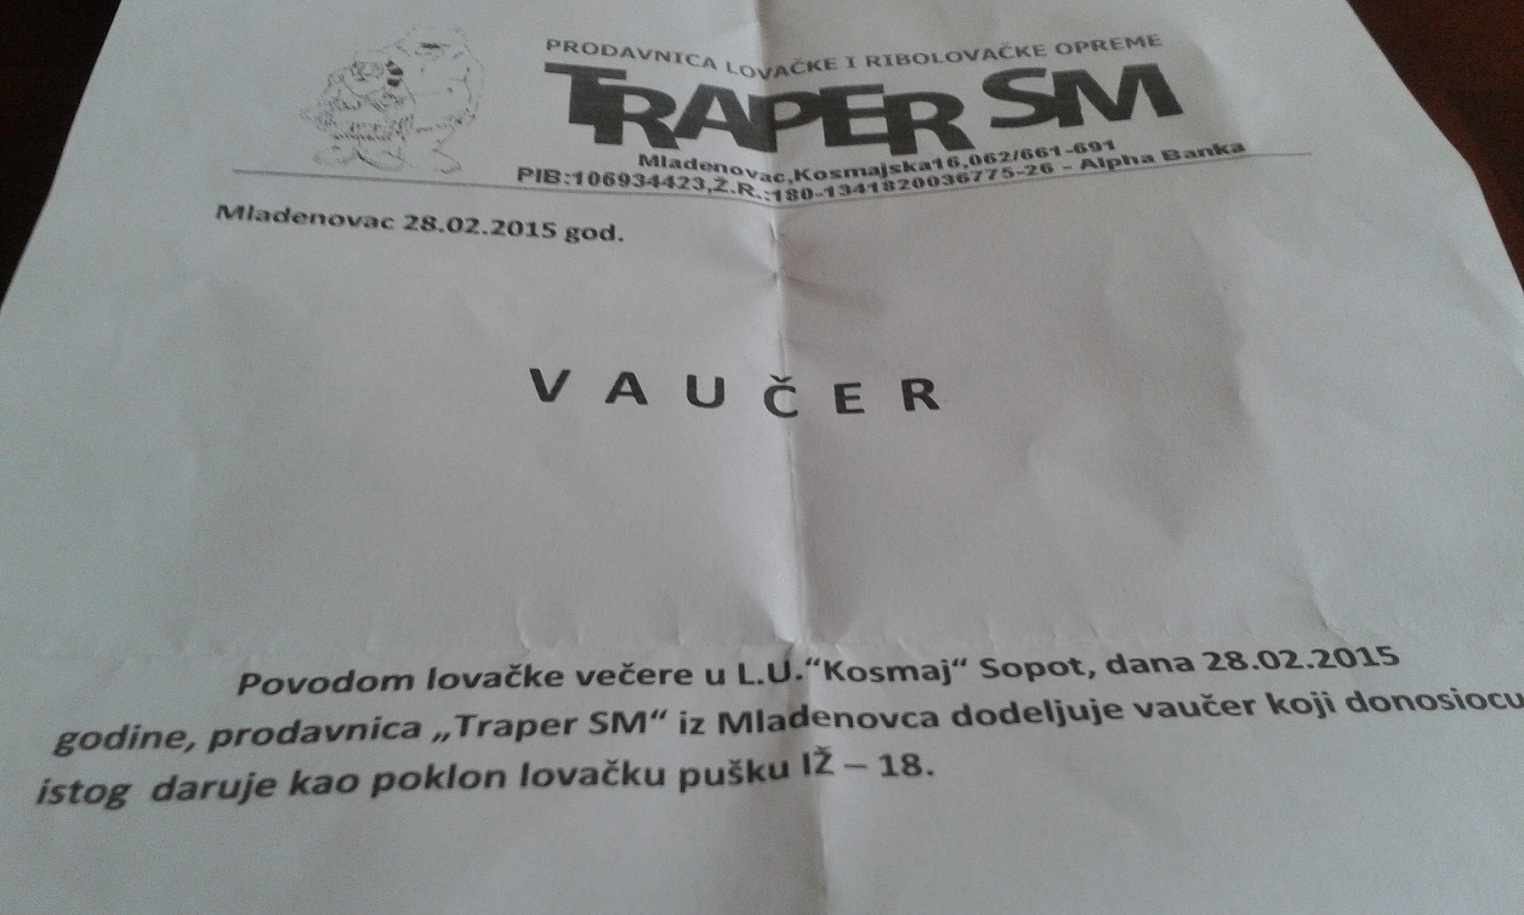 PRODAVNICA LOVAČKE I RIBOLOVAČKE OPREME
TRAPER SM
Mladenovac,Kosmajska16,062/661-691
PIB:106934423,Ž.R.:180-1341820036775-26 - Alpha Banka
Mladenovac 28.02.2015 god.
V A U Č E R
Povodom lovačke večere u L.U.“Kosmaj“ Sopot, dana 28.02.2015
godine, prodavnica „Traper SM“ iz Mladenovca dodeljuje vaučer koji donosiocu
istog daruje kao poklon lovačku pušku IŽ – 18.